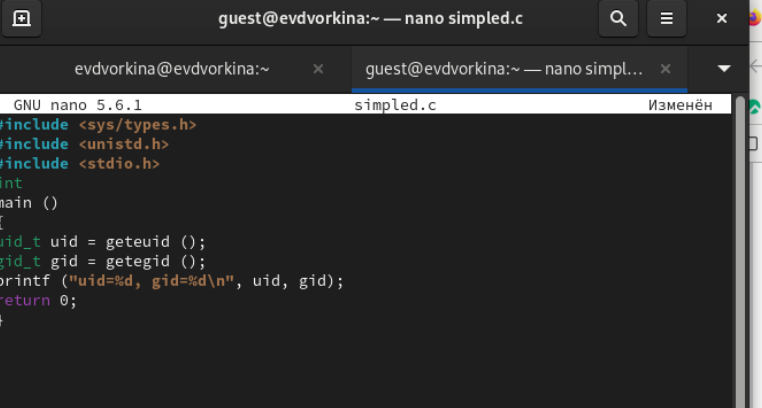 guest@evdvorkina:~ — nano simpled.c
evdvorkina@evdvorkina:~
guest@evdvorkina:~ — nano simpl…
GNU nano 5.6.1 simpled.c Изменён
#include <sys/types.h>
#include <unistd.h>
#include <stdio.h>
int
main ()
{
uid_t uid = geteuid ();
gid_t gid = getegid ();
printf ("uid=%d, gid=%d\n", uid, gid);
return 0;
}